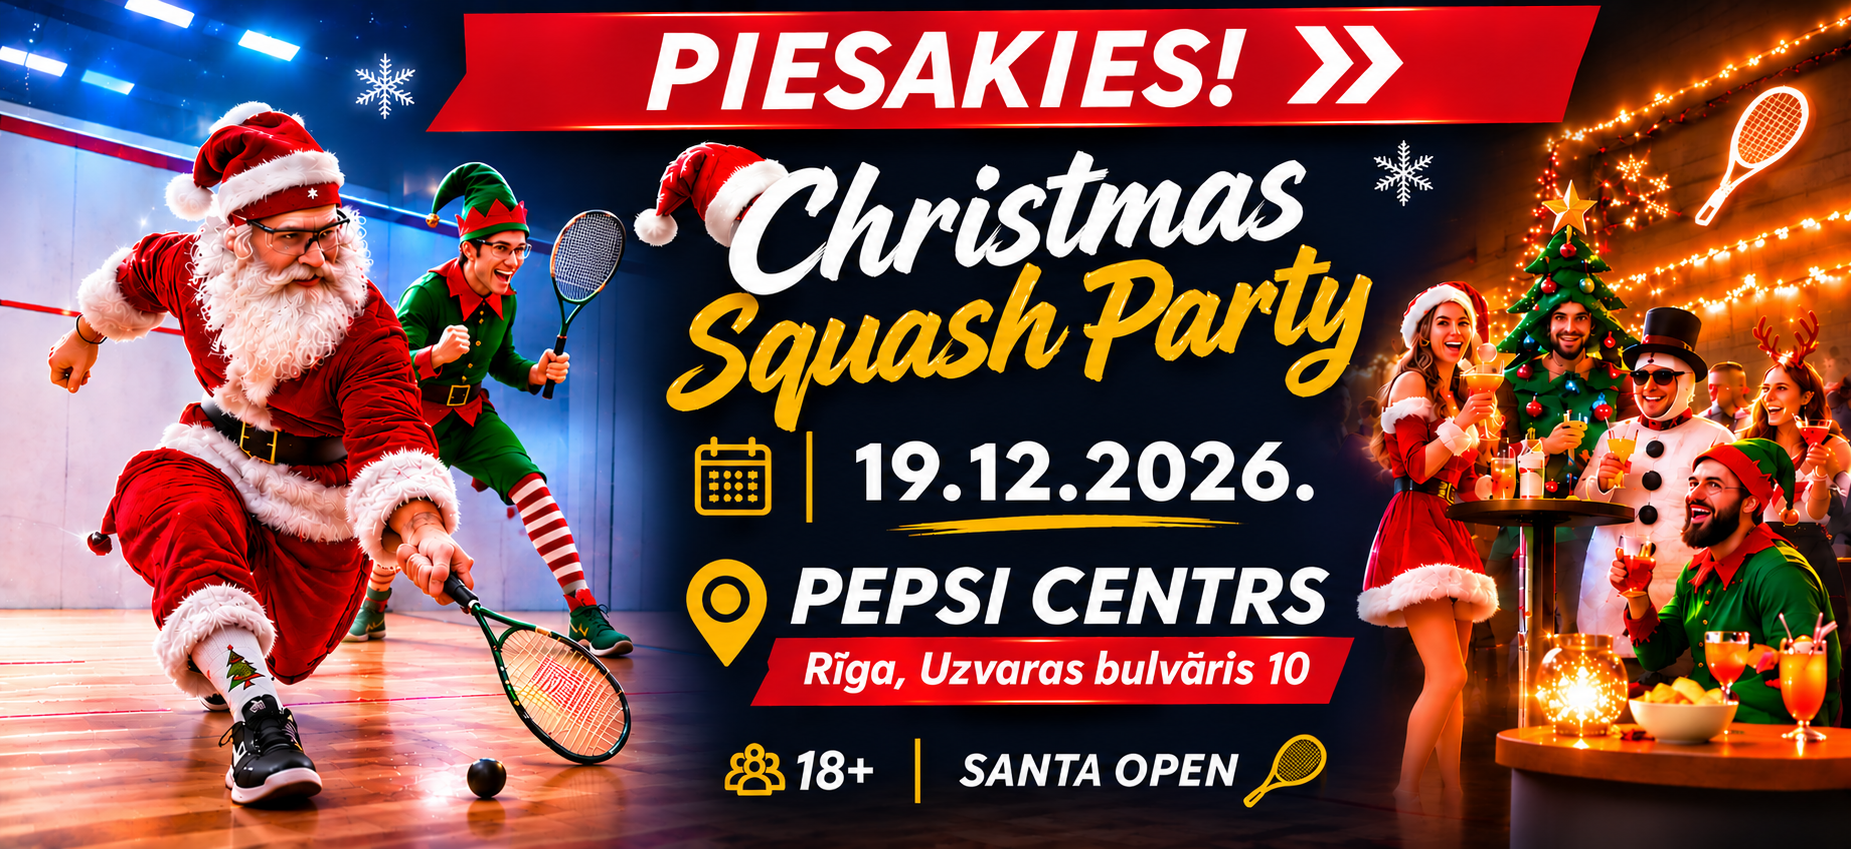 PIESAKIES! »
Christmas
Squash Party
19.12.2026.
PEPSI CENTRS
Rīga, Uzvaras bulvāris 10
18+ | SANTA OPEN